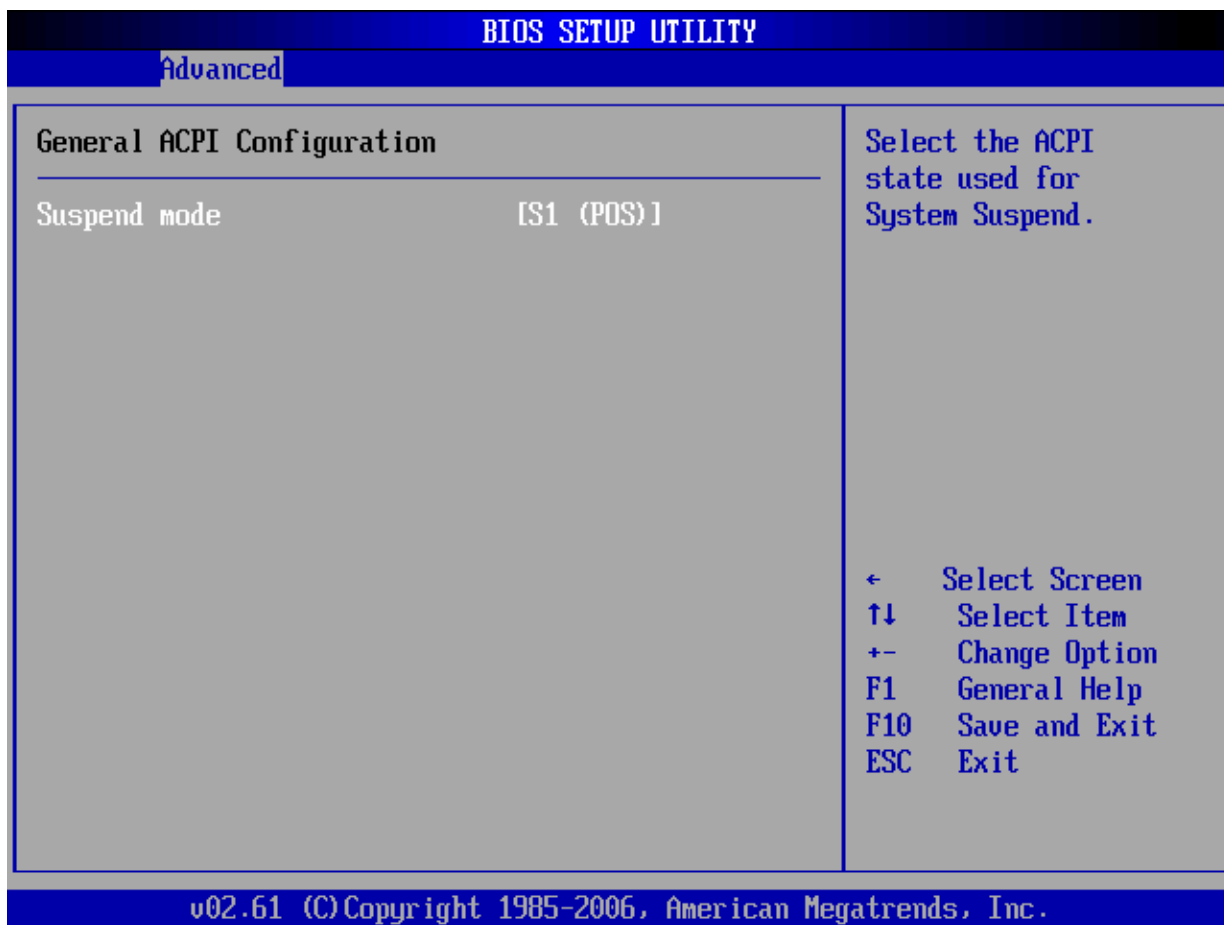 BIOS SETUP UTILITY
Advanced
General ACPI Configuration
Suspend mode [S1 (POS)]
Select the ACPI
state used for
System Suspend.
← Select Screen
↑↓ Select Item
+- Change Option
F1 General Help
F10 Save and Exit
ESC Exit
v02.61 (C)Copyright 1985-2006, American Megatrends, Inc.